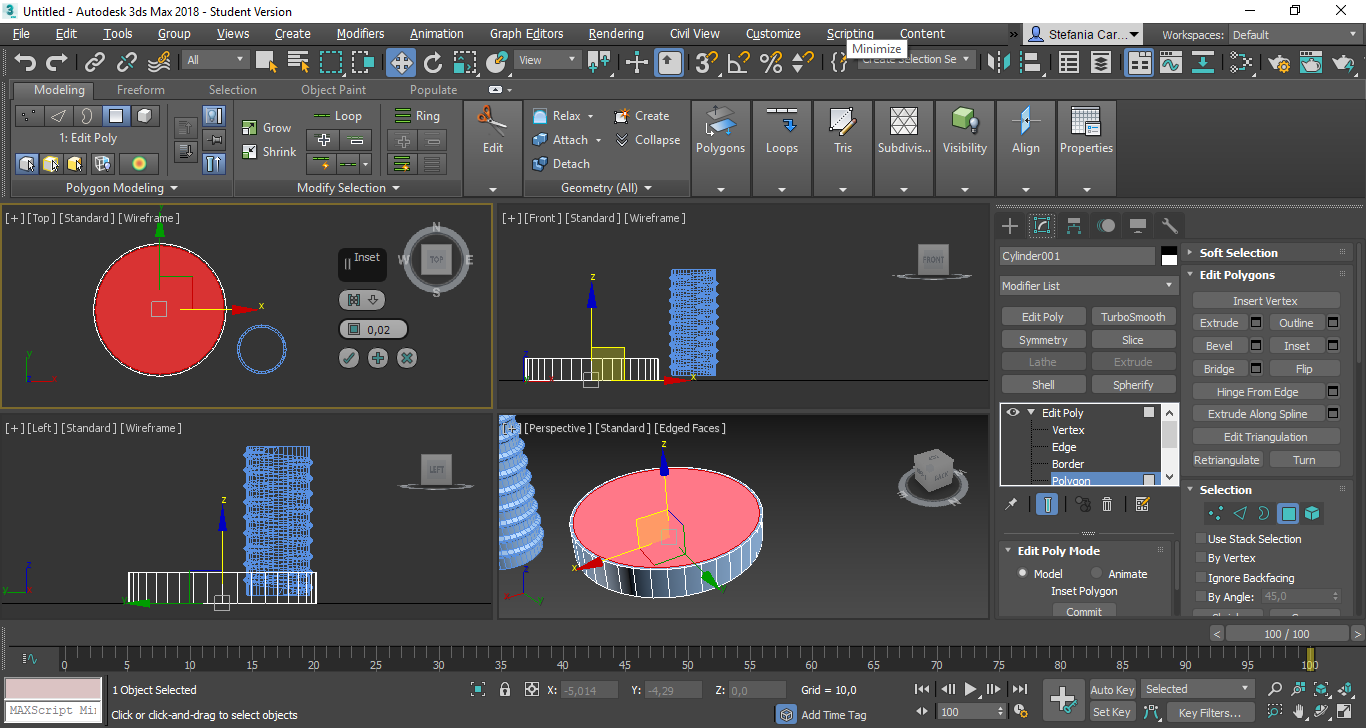 Untitled - Autodesk 3ds Max 2018 - Student Version
File Edit Tools Group Views Create Modifiers Animation Graph Editors Rendering Civil View Customize Scripting Content Stefania Car... Workspaces: Default
Minimize
All View Create Selection Se
Modeling Freeform Selection Object Paint Populate
1: Edit Poly
Polygon Modeling
Grow
Shrink
Loop
Ring
Modify Selection
Edit
Relax Create
Attach Collapse
Detach
Geometry (All)
Polygons Loops Tris Subdivis... Visibility Align Properties
[+] [Top] [Standard] [Wireframe]
Inset
0,02
N
W TOP E
S
x
y
z x
[+] [Front] [Standard] [Wireframe]
FRONT
z
x
z
[+] [Left] [Standard] [Wireframe]
LEFT
z
y
z
y
[+] [Perspective] [Standard] [Edged Faces]
z
x
BACK
N
Cylinder001
Modifier List
Edit Poly TurboSmooth
Symmetry Slice
Lathe Extrude
Shell Spherify
Edit Poly
Vertex
Edge
Border
Polygon
Edit Poly Mode
Model Animate
Inset Polygon
Commit
Soft Selection
Edit Polygons
Insert Vertex
Extrude Outline
Bevel Inset
Bridge Flip
Hinge From Edge
Extrude Along Spline
Edit Triangulation
Retriangulate Turn
Selection
Use Stack Selection
By Vertex
Ignore Backfacing
By Angle: 45,0
< 100 / 100 >
0 5 10 15 20 25 30 35 40 45 50 55 60 65 70 75 80 85 90 95 100
1 Object Selected X: -5,014 Y: -4,29 Z: 0,0 Grid = 10,0
MAXScript Mi
Click or click-and-drag to select objects
Add Time Tag
100
Auto Key Selected
Set Key Key Filters...